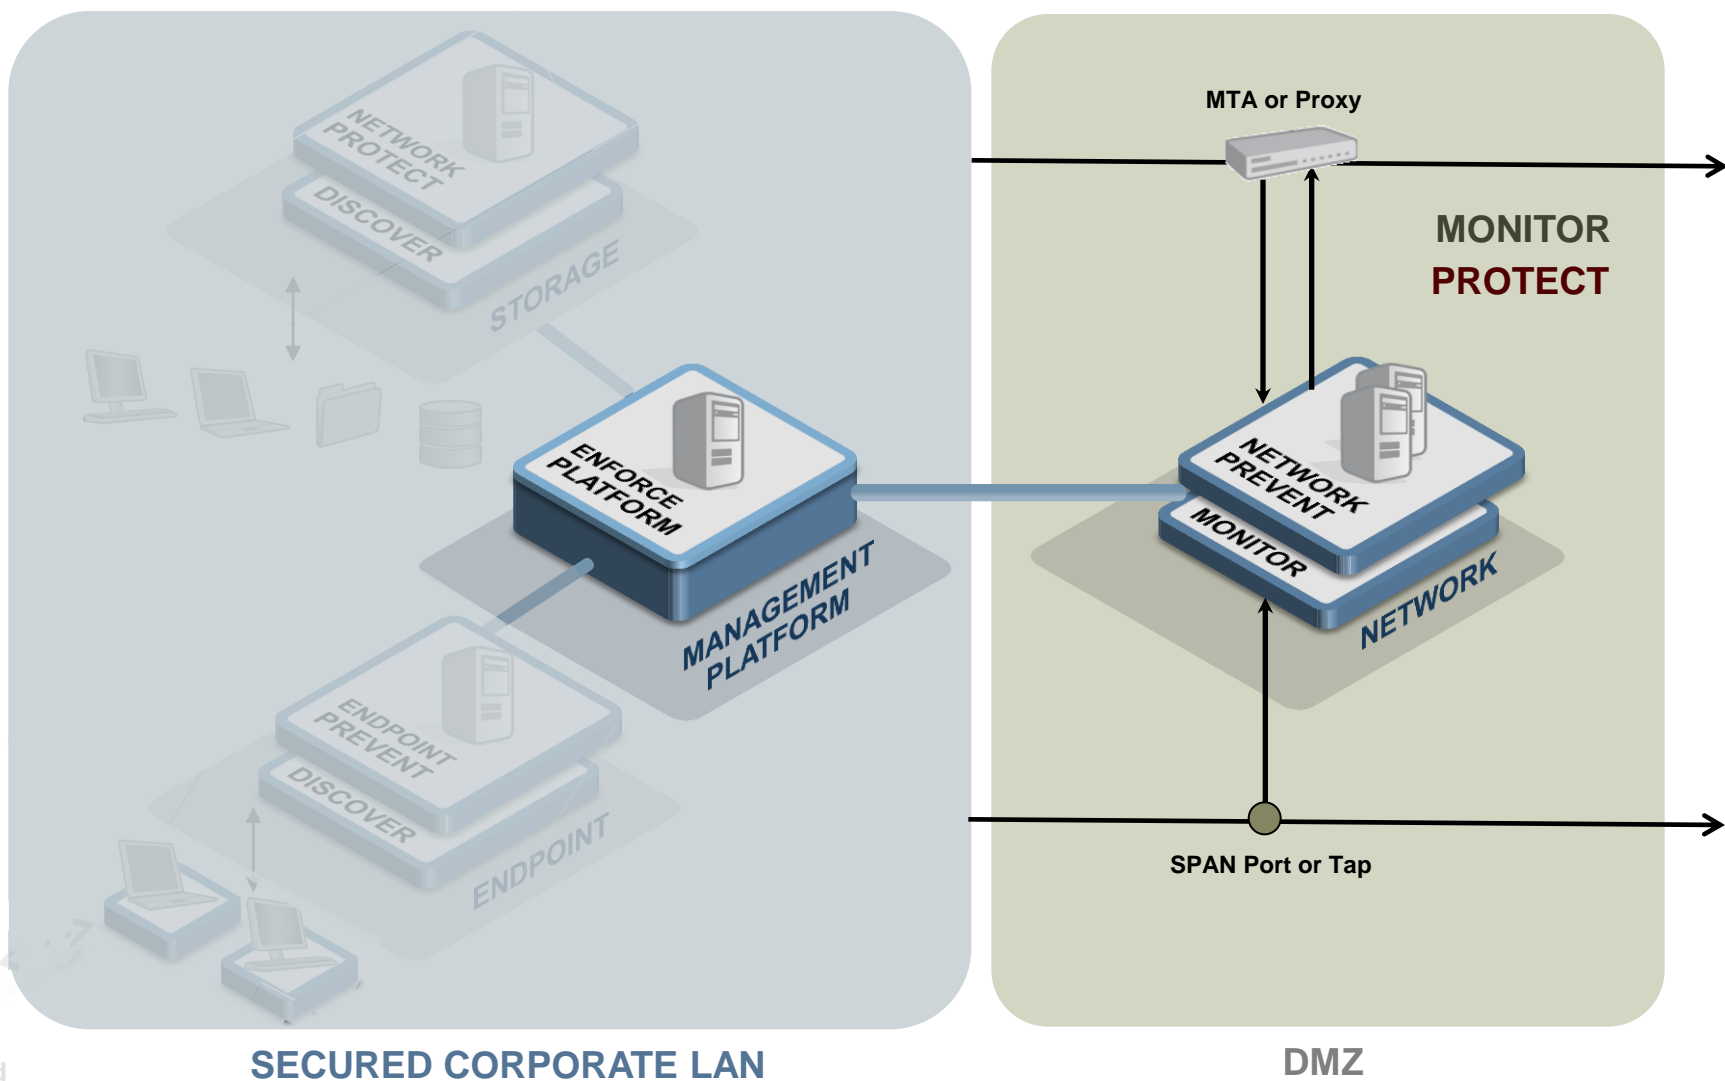 MTA or Proxy
NETWORK
PROTECT
DISCOVER
STORAGE
MONITOR
PROTECT
ENFORCE
PLATFORM
MANAGEMENT
PLATFORM
NETWORK
PREVENT
MONITOR
NETWORK
ENDPOINT
PREVENT
DISCOVER
ENDPOINT
SPAN Port or Tap
SECURED CORPORATE LAN
DMZ